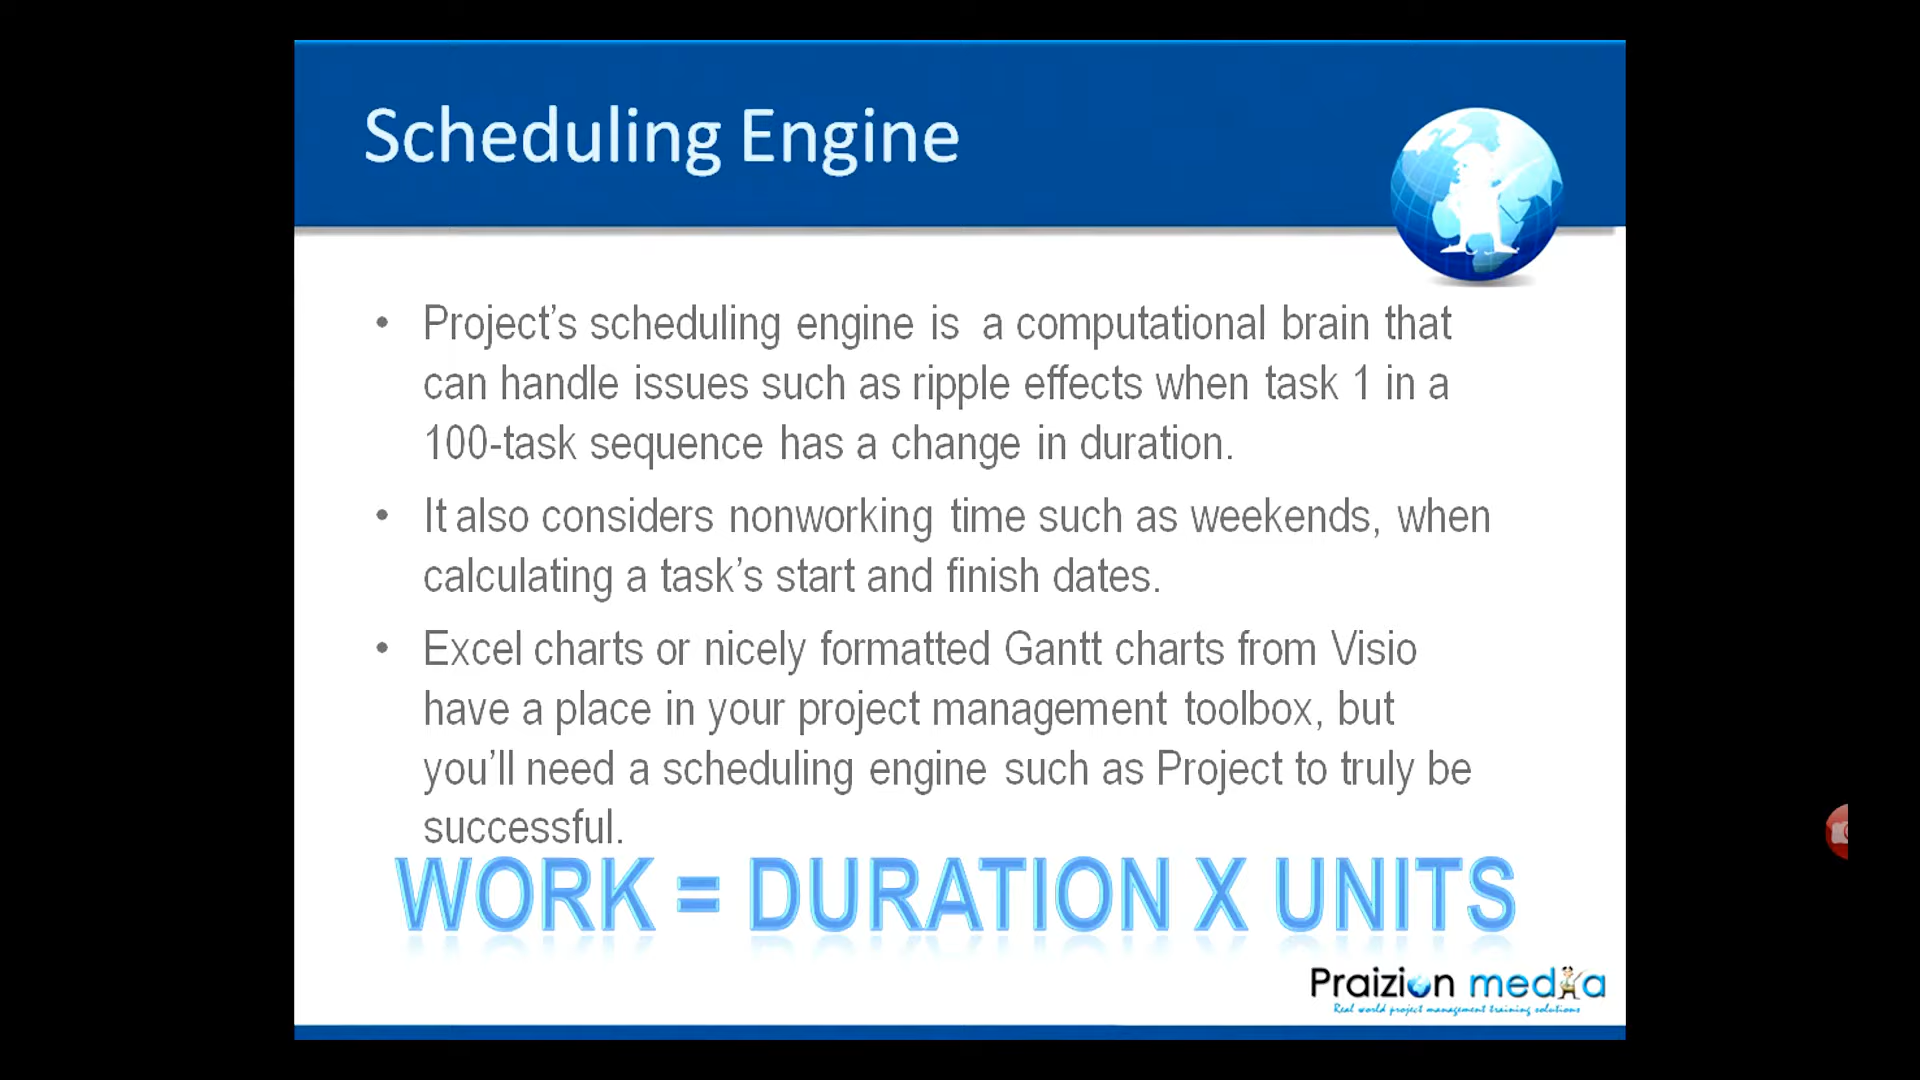 Scheduling Engine
• Project’s scheduling engine is a computational brain that
can handle issues such as ripple effects when task 1 in a
100-task sequence has a change in duration.
• It also considers nonworking time such as weekends, when
calculating a task’s start and finish dates.
• Excel charts or nicely formatted Gantt charts from Visio
have a place in your project management toolbox, but
you’ll need a scheduling engine such as Project to truly be
successful.
WORK = DURATION X UNITS
Praizion media
Real world project management training solutions